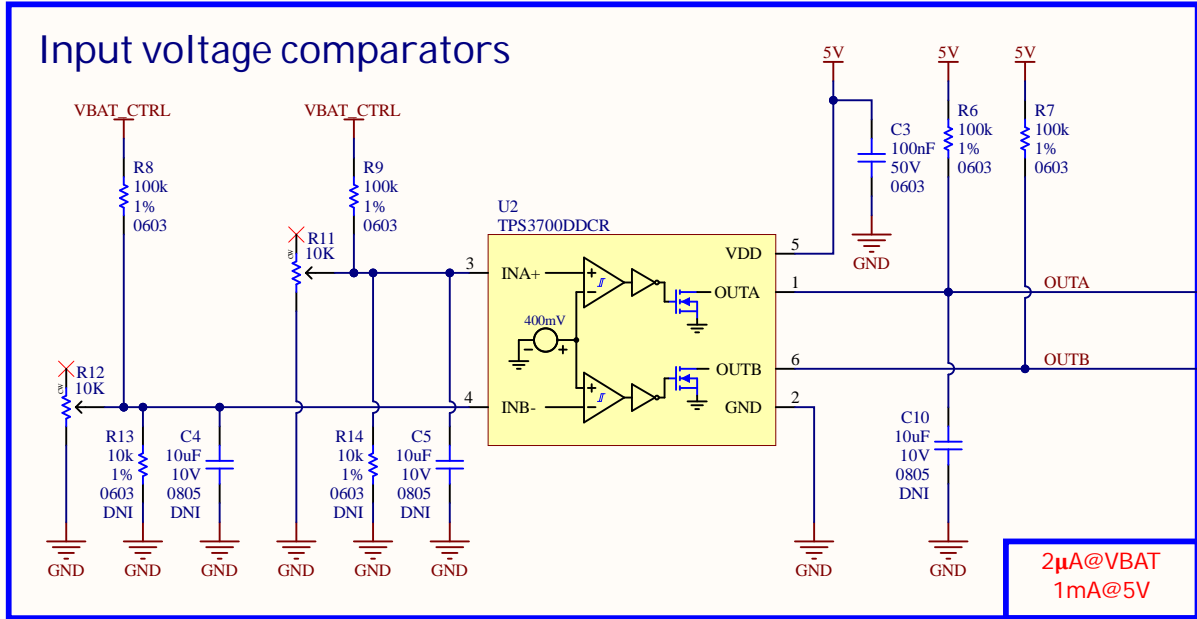 Input voltage comparators
VBAT_CTRL
R8
100k
1%
0603
VBAT_CTRL
R9
100k
1%
0603
R11
10K
CW
R12
10K
CW
R13
10k
1%
0603
DNI
C4
10uF
10V
0805
DNI
R14
10k
1%
0603
DNI
C5
10uF
10V
0805
DNI
GND
GND
GND
GND
GND
GND
U2
TPS3700DDCR
3
INA+
4
INB-
400mV
+
-
+
-
+
-
VDD
5
OUTA
1
OUTB
6
GND
2
GND
5V
C3
100nF
50V
0603
GND
5V
R6
100k
1%
0603
5V
R7
100k
1%
0603
OUTA
OUTB
C10
10uF
10V
0805
DNI
GND
2µA@VBAT
1mA@5V